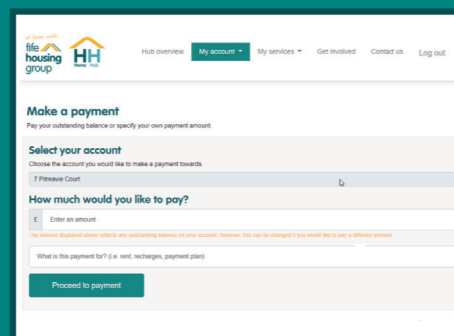 at home with
fife
housing
group
HH
Home Hub
Hub overview My account My services Get involved Contact us Log out
Make a payment
Pay your outstanding balance or specify your own payment amount.
Select your account
Choose the account you would like to make a payment towards.
7 Pitreavie Court
How much would you like to pay?
£ Enter an amount
The amount displayed above reflects any outstanding balance on your account, however, this can be changed if you would like to pay a different amount
What is this payment for? (i.e. rent, recharges, payment plan)
Proceed to payment